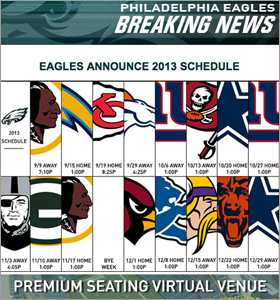 PHILADELPHIA EAGLES
BREAKING NEWS
EAGLES ANNOUNCE 2013 SCHEDULE
2013
SCHEDULE
9/9 AWAY
7:10P
9/15 HOME
1:00P
9/19 HOME
8:25P
9/29 AWAY
4:25P
10/6 AWAY
1:00P
10/13 AWAY
1:00P
10/20 HOME
1:00P
10/27 HOME
1:00P
11/3 AWAY
4:05P
11/10 AWAY
1:00P
11/17 HOME
1:00P
BYE
WEEK
12/1 HOME
1:00P
12/8 HOME
1:00P
12/15 AWAY
1:00P
12/22 HOME
1:00P
12/29 AWAY
1:00P
PREMIUM SEATING VIRTUAL VENUE